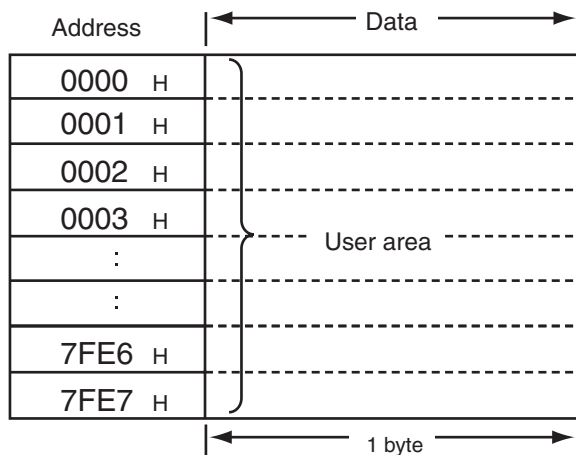 Address Data
0000 H
0001 H
0002 H
0003 H
User area
:
:
7FE6 H
7FE7 H
1 byte